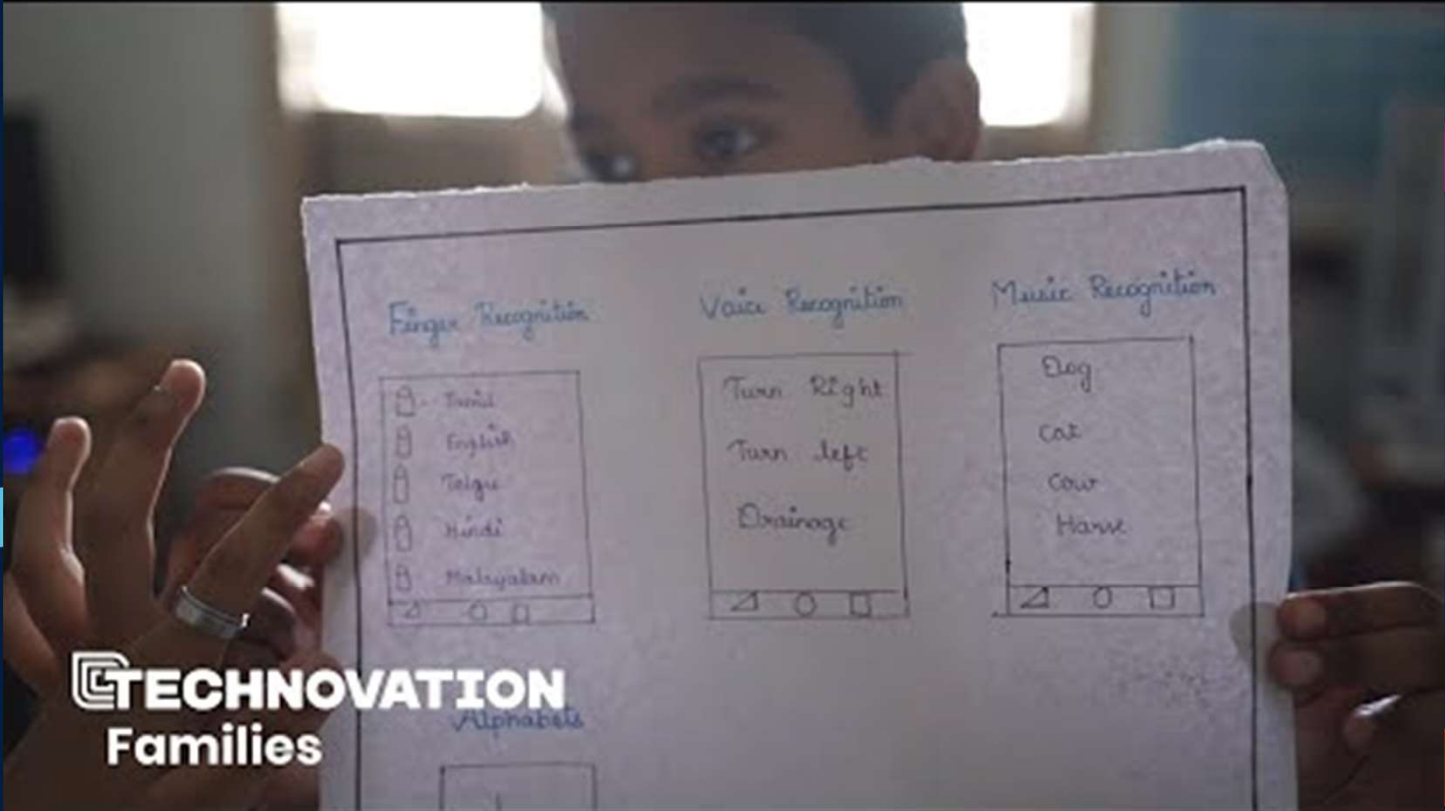 Finger Recognition
Tamil
English
Telgu
Hindi
Malayalam
Voice Recognition
Turn Right
Turn left
Drainage
Music Recognition
Dog
Cat
Cow
Horse
Alphabets
TECHNOVATION
Families